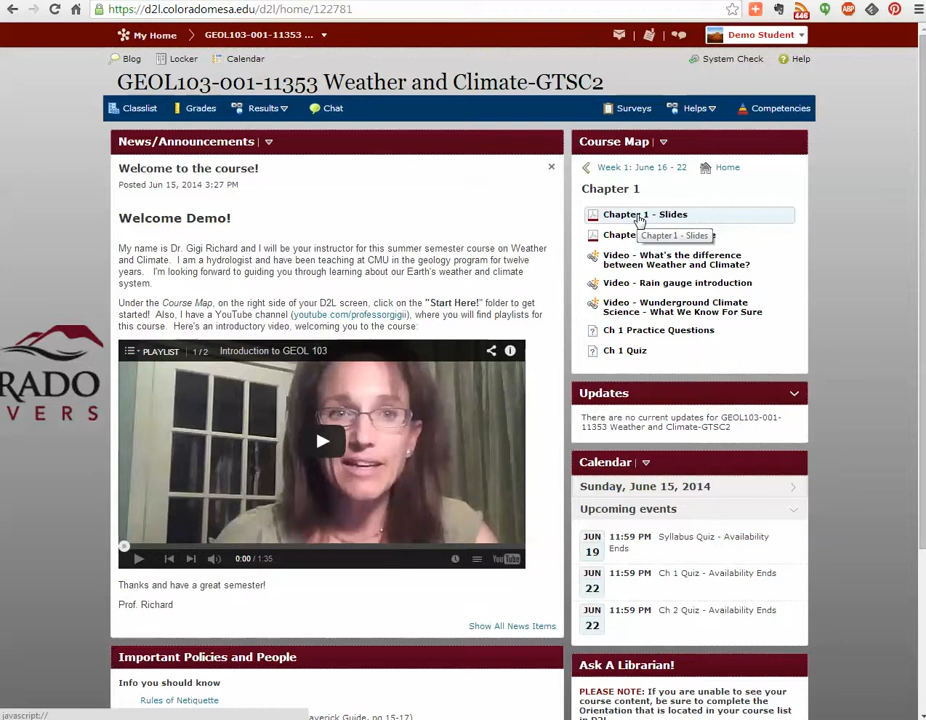 https://d2l.coloradomesa.edu/d2l/home/122781
446
ABP
My Home
GEOL103-001-11353 ...
Demo Student
Blog
Locker
Calendar
System Check
Help
GEOL103-001-11353 Weather and Climate-GTSC2
Classlist
Grades
Results
Chat
Surveys
Helps
Competencies
News/Announcements
Welcome to the course!
Posted Jun 15, 2014 3:27 PM
Welcome Demo!
My name is Dr. Gigi Richard and I will be your instructor for this summer semester course on Weather
and Climate. I am a hydrologist and have been teaching at CMU in the geology program for twelve
years. I'm looking forward to guiding you through learning about our Earth's weather and climate
system.
Under the Course Map, on the right side of your D2L screen, click on the "Start Here!" folder to get
started! Also, I have a YouTube channel (youtube.com/professorgigii), where you will find playlists for
this course. Here's an introductory video, welcoming you to the course:
PLAYLIST 1/2 Introduction to GEOL 103
0:00 / 1:35
YouTube
Thanks and have a great semester!
Prof. Richard
Show All News Items
Important Policies and People
Info you should know
Rules of Netiquette
averick Guide, pg 15-17)
javascript://
RADO
VERS
Course Map
Week 1: June 16 - 22
Home
Chapter 1
Chapter 1 - Slides
Chapte
Chapter 1 - Slides
Video - What's the difference
between Weather and Climate?
Video - Rain gauge introduction
Video - Wunderground Climate
Science - What We Know For Sure
Ch 1 Practice Questions
Ch 1 Quiz
Updates
There are no current updates for GEOL103-001-
11353 Weather and Climate-GTSC2
Calendar
Sunday, June 15, 2014
Upcoming events
JUN
19
11:59 PM Syllabus Quiz - Availability
Ends
JUN
22
11:59 PM Ch 1 Quiz - Availability Ends
JUN
22
11:59 PM Ch 2 Quiz - Availability Ends
Ask A Librarian!
PLEASE NOTE: If you are unable to see your
course content, be sure to complete the
Orientation that is located in your course list